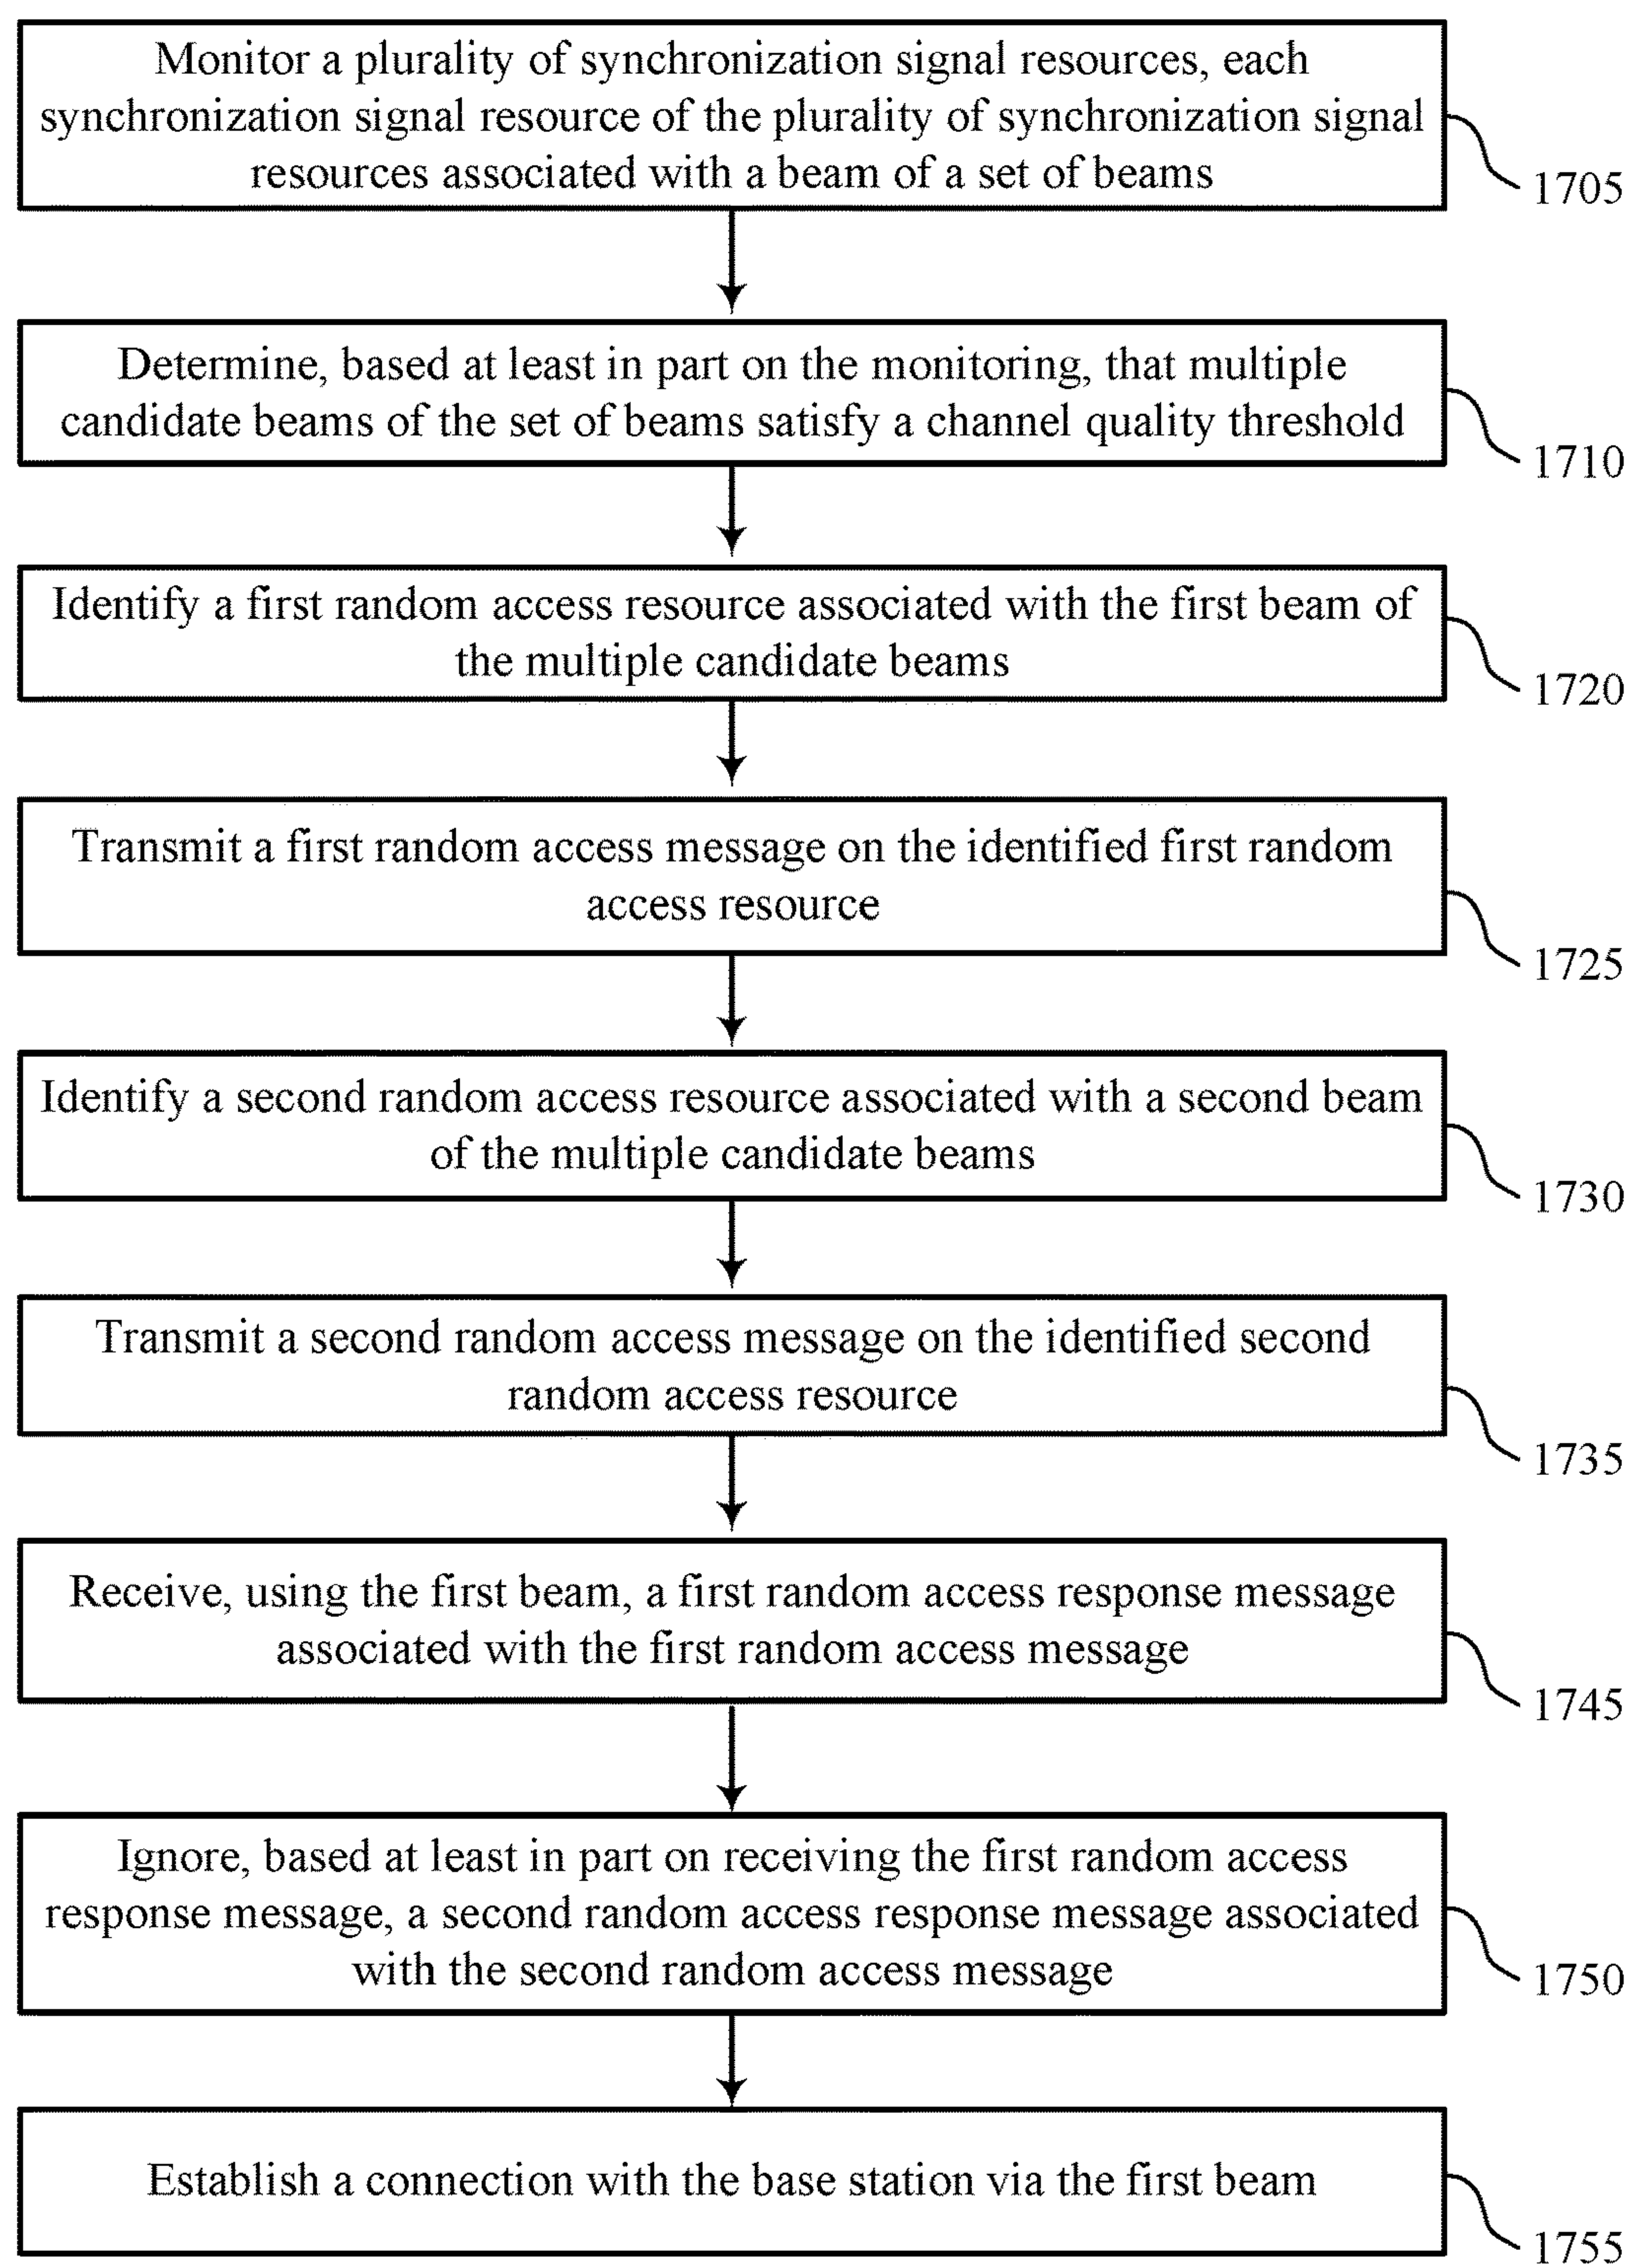 Monitor a plurality of synchronization signal resources, each
synchronization signal resource of the plurality of synchronization signal
resources associated with a beam of a set of beams
1705
Determine, based at least in part on the monitoring, that multiple
candidate beams of the set of beams satisfy a channel quality threshold
1710
Identify a first random access resource associated with the first beam of
the multiple candidate beams
1720
Transmit a first random access message on the identified first random
access resource
1725
Identify a second random access resource associated with a second beam
of the multiple candidate beams
1730
Transmit a second random access message on the identified second
random access resource
1735
Receive, using the first beam, a first random access response message
associated with the first random access message
1745
Ignore, based at least in part on receiving the first random access
response message, a second random access response message associated
with the second random access message
1750
Establish a connection with the base station via the first beam
1755